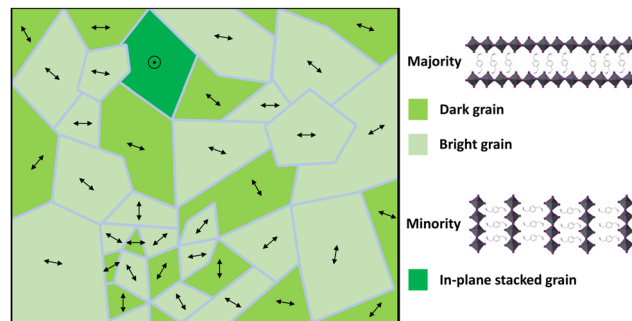 Majority
Dark grain
Bright grain
Minority
In-plane stacked grain